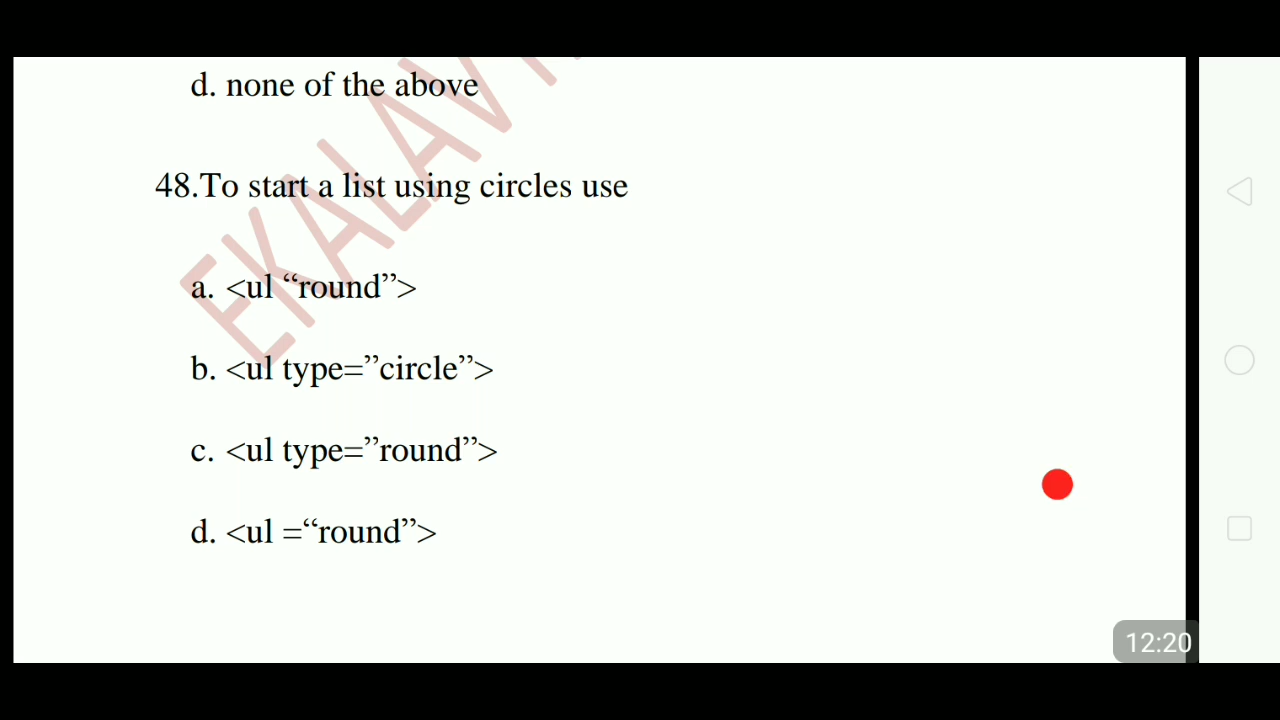 d. none of the above
48.To start a list using circles use
a. <ul “round”>
b. <ul type=”circle”>
c. <ul type=”round”>
d. <ul =“round”>
12:20